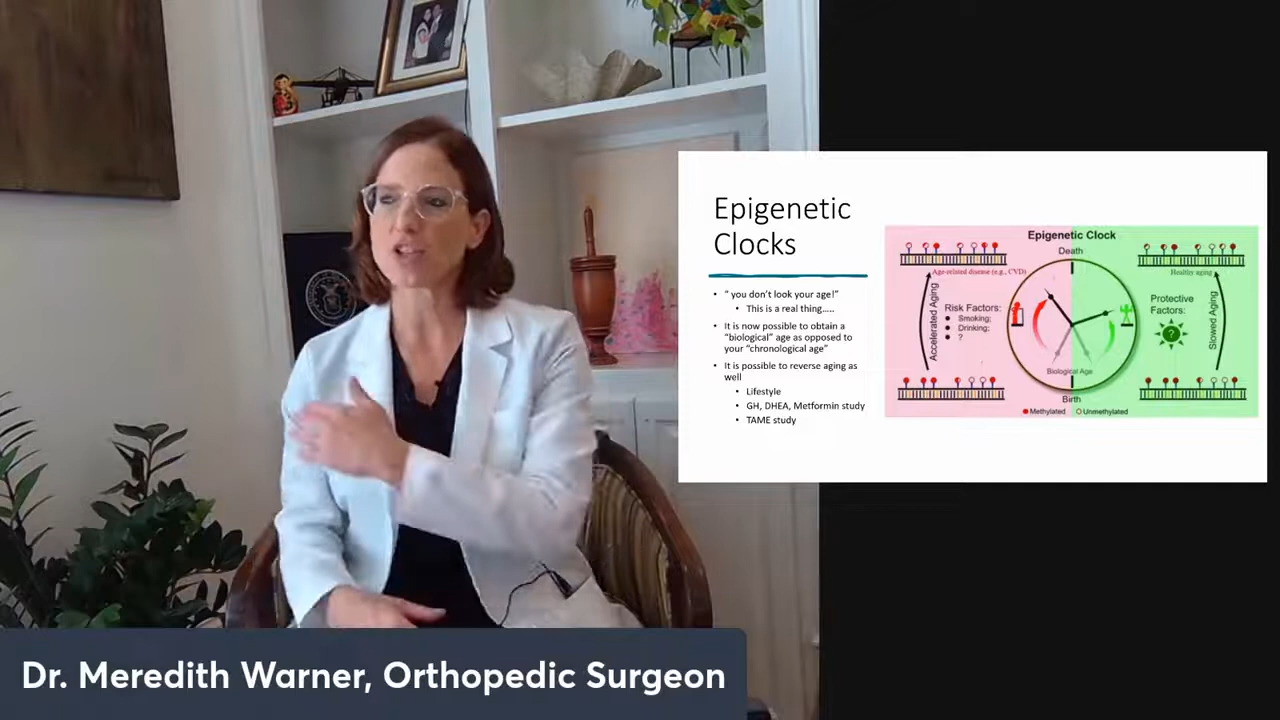 Epigenetic
Clocks
• " you don't look your age!"
• This is a real thing.....
• It is now possible to obtain a
"biological" age as opposed to
your "chronological age"
• It is possible to reverse aging as
well
• Lifestyle
• GH, DHEA, Metformin study
• TAME study
Epigenetic Clock
Death
Age-related disease (e.g., CVD)
Healthy aging
Accelerated Aging
Risk Factors:
• Smoking;
• Drinking;
• ?
Protective
Factors:
?
Slowed Aging
Biological Age
Birth
Methylated
Unmethylated
Dr. Meredith Warner, Orthopedic Surgeon